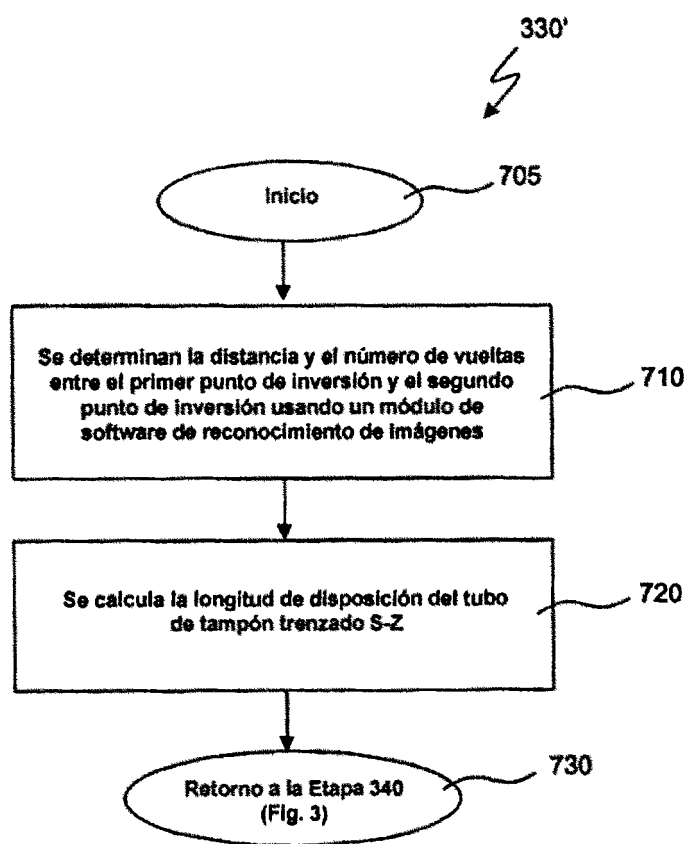 330'
Inicio
705
Se determinan la distancia y el número de vueltas
entre el primer punto de inversión y el segundo
punto de inversión usando un módulo de
software de reconocimiento de imágenes
710
Se calcula la longitud de disposición del tubo
de tampón trenzado S-Z
720
Retorno a la Etapa 340
(Fig. 3)
730